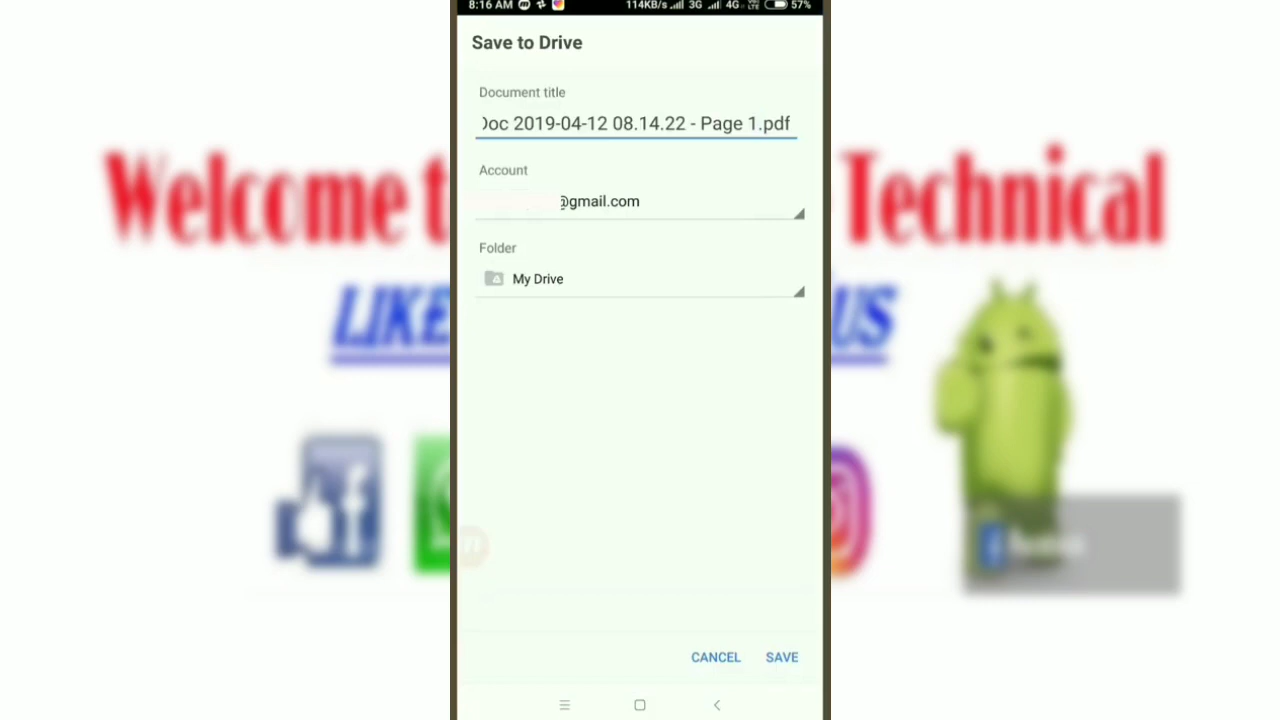 8:16 AM 114KB/s 3G 4G VoLTE 57%
Save to Drive
Document title
Doc 2019-04-12 08.14.22 - Page 1.pdf
Account
@gmail.com
Folder
My Drive
Welcome t Technical
LIKE US
CANCEL SAVE